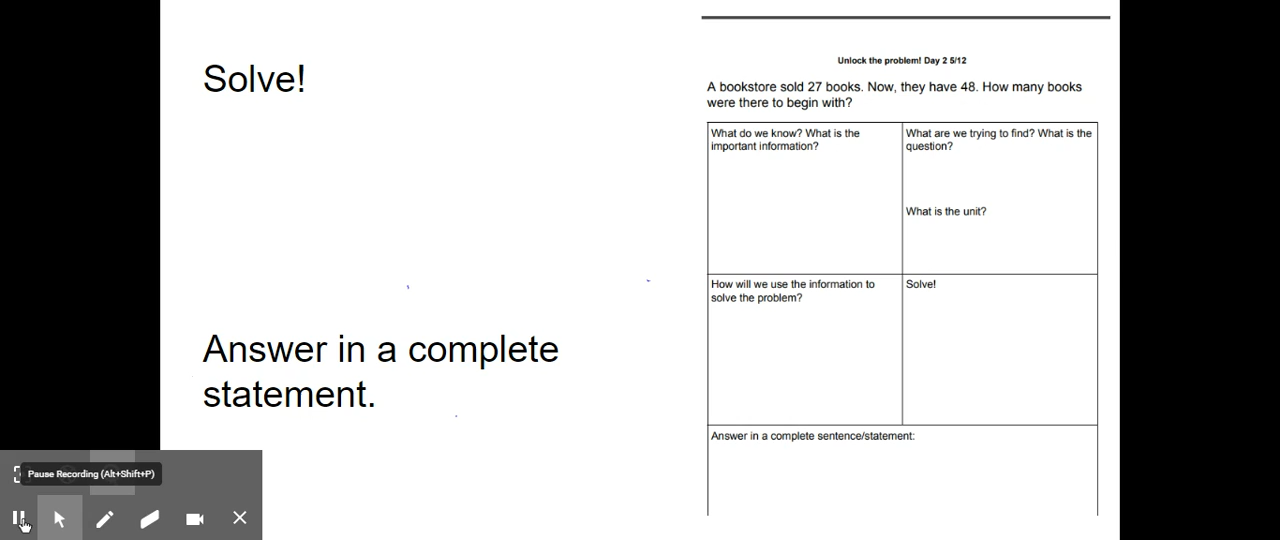 Solve!
Answer in a complete
statement.
Unlock the problem! Day 2 5/12
A bookstore sold 27 books. Now, they have 48. How many books
were there to begin with?
What do we know? What is the
important information?
What are we trying to find? What is the
question?
What is the unit?
How will we use the information to
solve the problem?
Solve!
Answer in a complete sentence/statement:
Pause Recording (Alt+Shift+P)